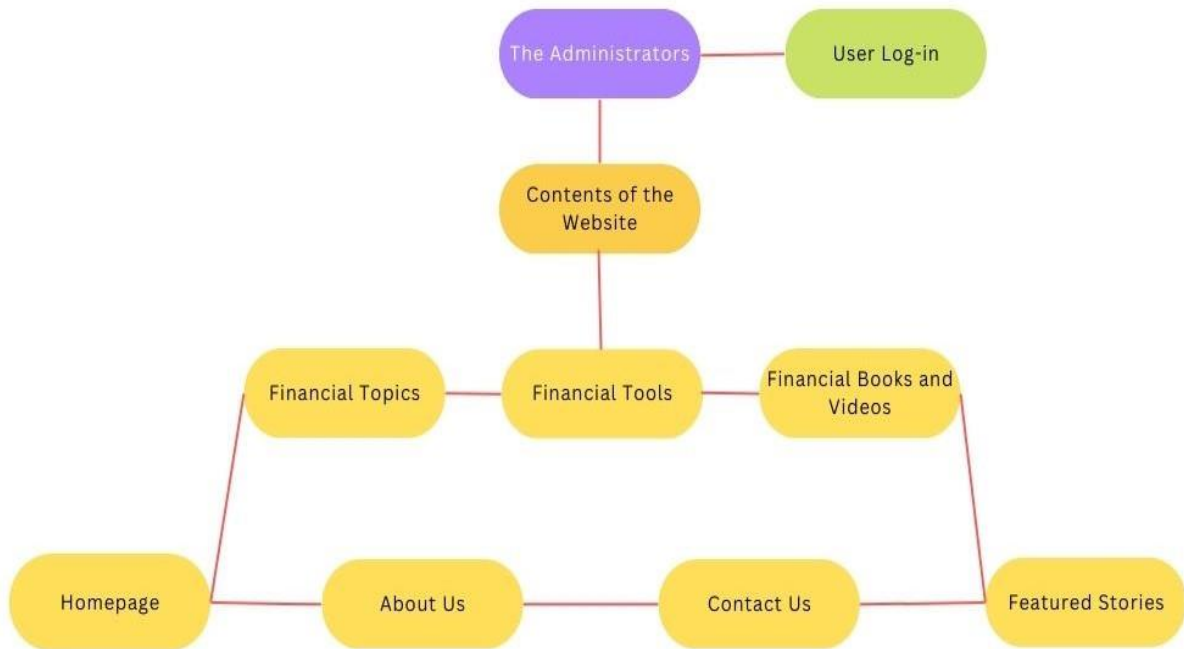 The Administrators
User Log-in
Contents of the
Website
Financial Topics
Financial Tools
Financial Books and
Videos
Homepage
About Us
Contact Us
Featured Stories